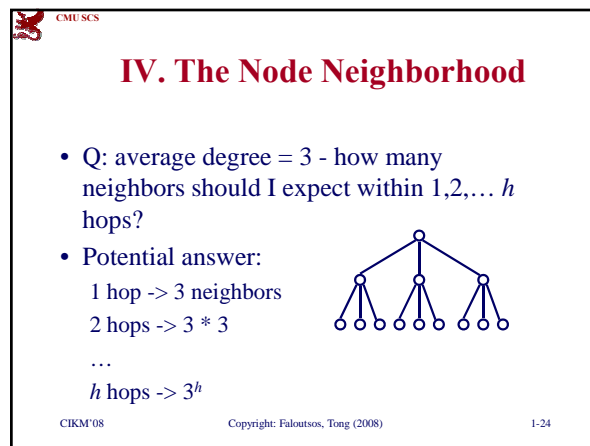 CMU SCS
IV. The Node Neighborhood
• Q: average degree = 3 - how many
neighbors should I expect within 1,2,… h
hops?
• Potential answer:
1 hop -> 3 neighbors
2 hops -> 3 * 3
…
h hops -> 3ʰ
CIKM’08 Copyright: Faloutsos, Tong (2008) 1-24